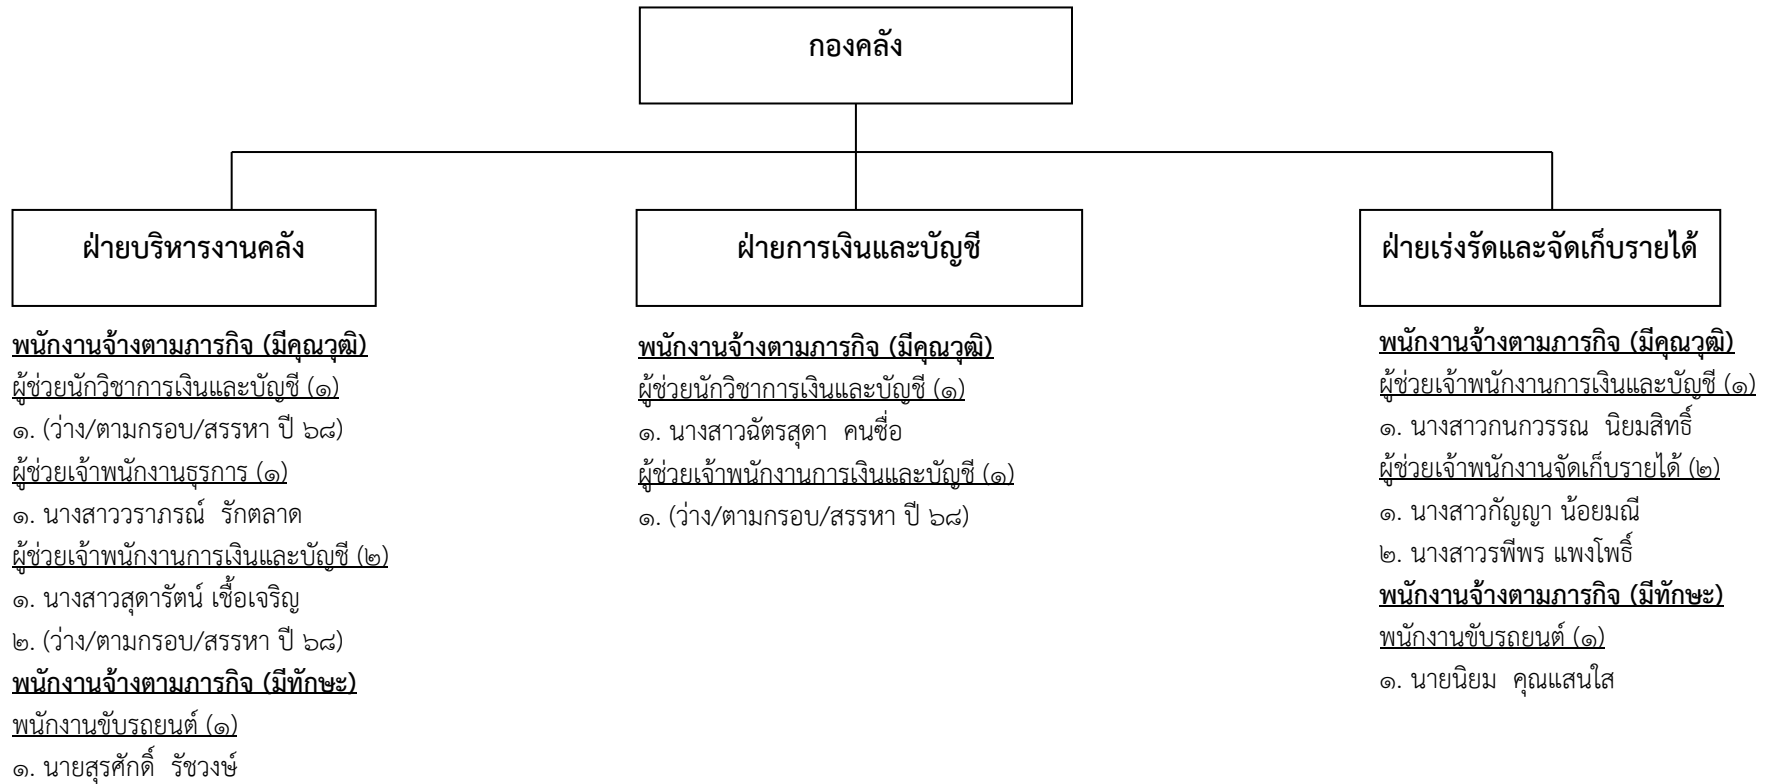 กองคลัง
ฝ่ายบริหารงานคลัง
พนักงานจ้างตามภารกิจ (มีคุณวุฒิ)
ผู้ช่วยนักวิชาการเงินและบัญชี (๑)
๑. (ว่าง/ตามกรอบ/สรรหา ปี ๖๘)
ผู้ช่วยเจ้าพนักงานธุรการ (๑)
๑. นางสาววราภรณ์  รักตลาด
ผู้ช่วยเจ้าพนักงานการเงินและบัญชี (๒)
๑. นางสาวสุดารัตน์ เชื้อเจริญ
๒. (ว่าง/ตามกรอบ/สรรหา ปี ๖๘)
พนักงานจ้างตามภารกิจ (มีทักษะ)
พนักงานขับรถยนต์ (๑)
๑. นายสุรศักดิ์  รัชวงษ์
ฝ่ายการเงินและบัญชี
พนักงานจ้างตามภารกิจ (มีคุณวุฒิ)
ผู้ช่วยนักวิชาการเงินและบัญชี (๑)
๑. นางสาวฉัตรสุดา  คนซื่อ
ผู้ช่วยเจ้าพนักงานการเงินและบัญชี (๑)
๑. (ว่าง/ตามกรอบ/สรรหา ปี ๖๘)
ฝ่ายเร่งรัดและจัดเก็บรายได้
พนักงานจ้างตามภารกิจ (มีคุณวุฒิ)
ผู้ช่วยเจ้าพนักงานการเงินและบัญชี (๑)
๑. นางสาวกนกวรรณ  นิยมสิทธิ์
ผู้ช่วยเจ้าพนักงานจัดเก็บรายได้ (๒)
๑. นางสาวกัญญา น้อยมณี
๒. นางสาวรพีพร แพงโพธิ์
พนักงานจ้างตามภารกิจ (มีทักษะ)
พนักงานขับรถยนต์ (๑)
๑. นายนิยม  คุณแสนใส